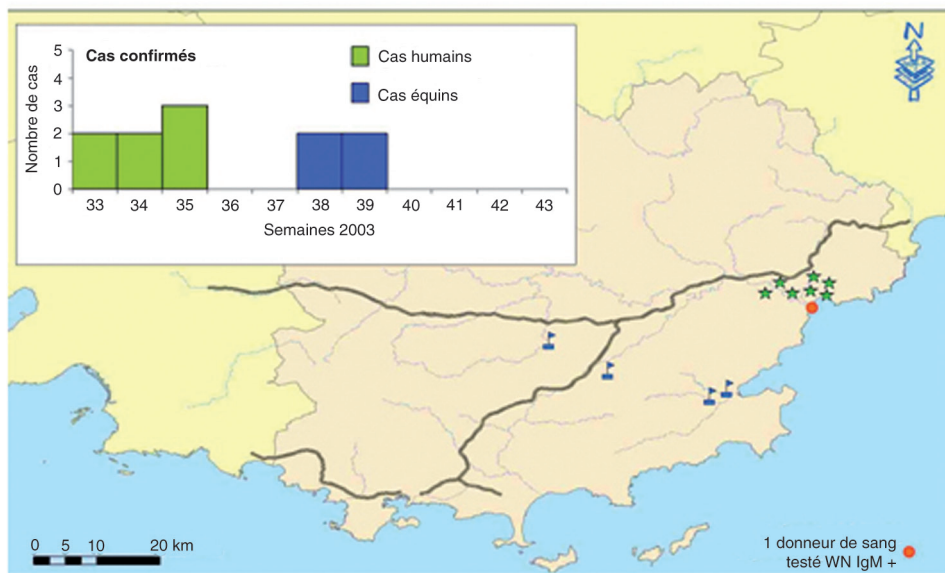 Cas confirmés
Cas humains
Cas équins
Nombre de cas
5
4
3
2
1
0
33 34 35 36 37 38 39 40 41 42 43
Semaines 2003
N
0 5 10 20 km
1 donneur de sang
testé WN IgM +